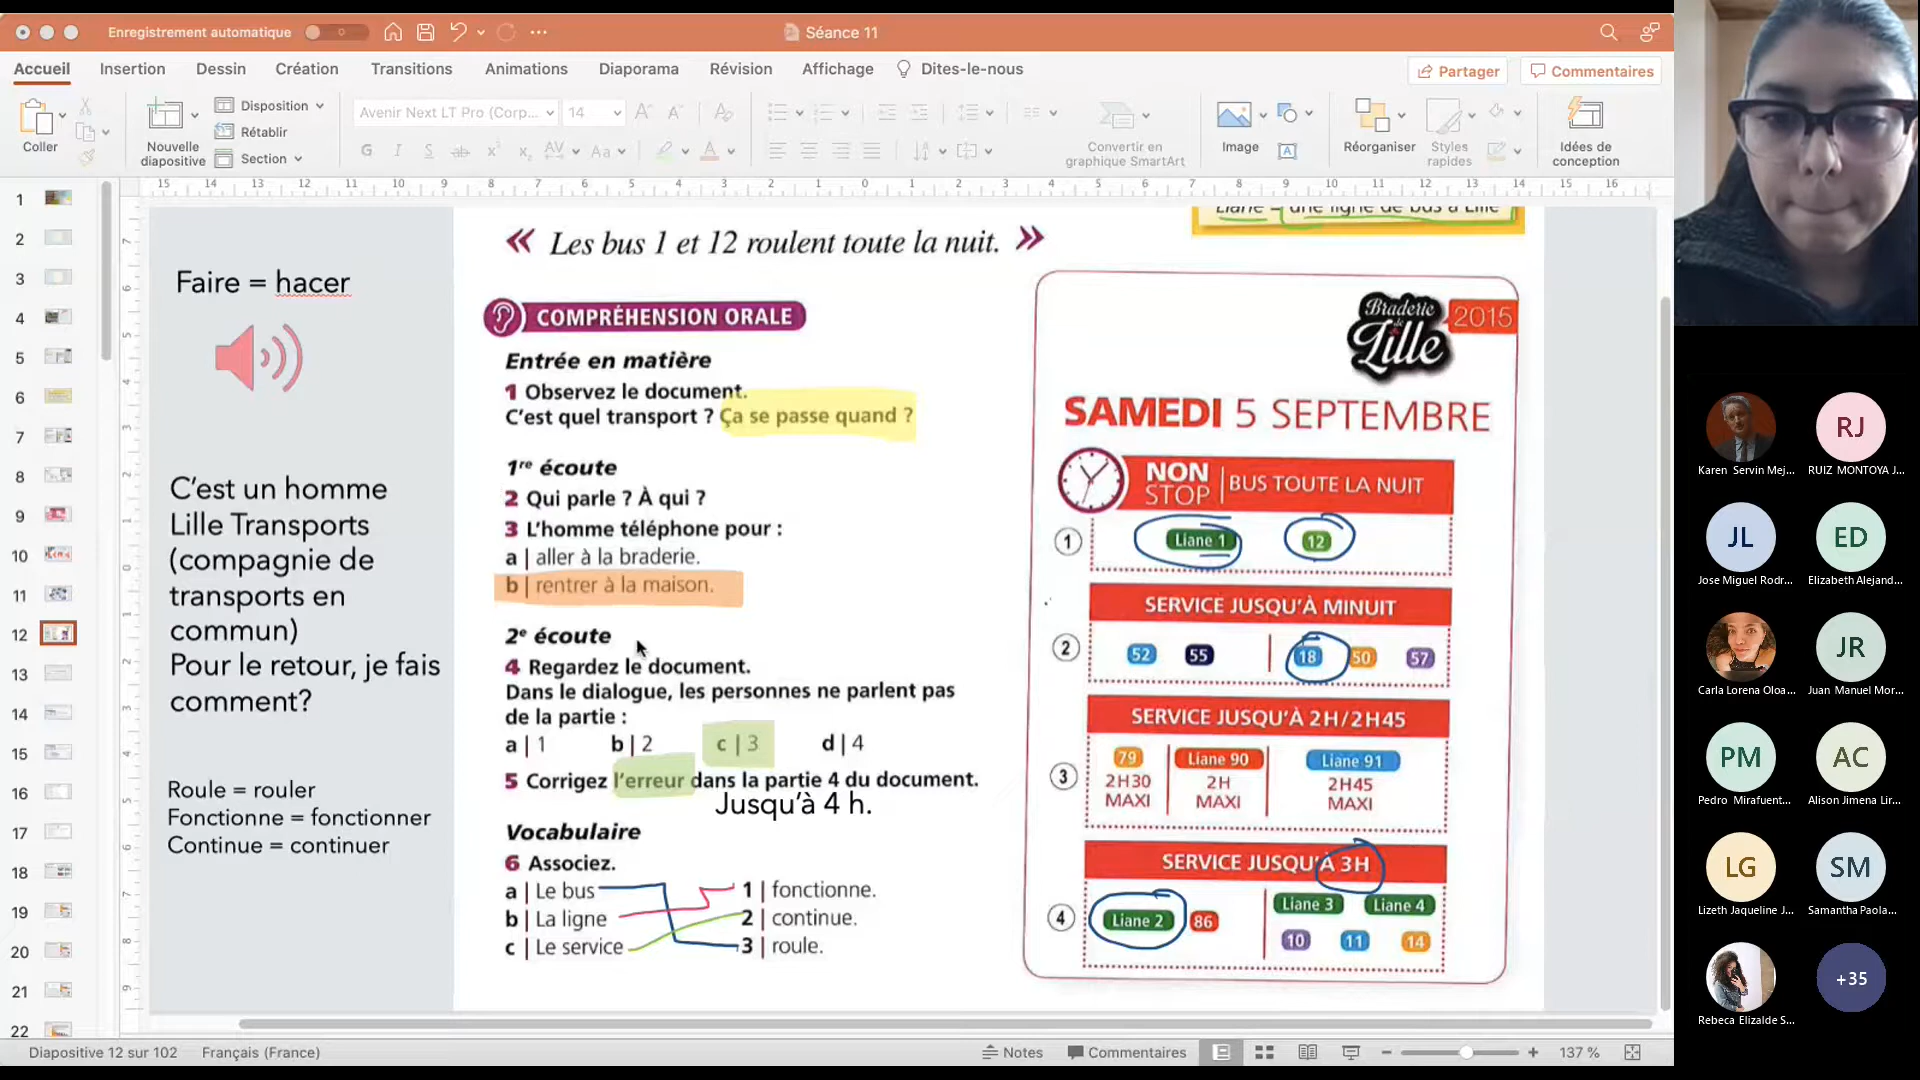 Enregistrement automatique
Séance 11
Accueil Insertion Dessin Création Transitions Animations Diaporama Révision Affichage Dites-le-nous
Partager Commentaires
Coller
Nouvelle diapositive
Disposition
Rétablir
Section
Avenir Next LT Pro (Corp... 14
Convertir en graphique SmartArt
Image
Réorganiser
Styles rapides
Idées de conception
Faire = hacer
C'est un homme
Lille Transports
(compagnie de
transports en
commun)
Pour le retour, je fais
comment?
Roule = rouler
Fonctionne = fonctionner
Continue = continuer
Liane = une ligne de bus à Lille
« Les bus 1 et 12 roulent toute la nuit. »
COMPRÉHENSION ORALE
Entrée en matière
1 Observez le document.
C'est quel transport ? Ça se passe quand ?
1re écoute
2 Qui parle ? À qui ?
3 L'homme téléphone pour :
a | aller à la braderie.
b | rentrer à la maison.
2e écoute
4 Regardez le document.
Dans le dialogue, les personnes ne parlent pas
de la partie :
a | 1 b | 2 c | 3 d | 4
5 Corrigez l'erreur dans la partie 4 du document.
Jusqu'à 4 h.
Vocabulaire
6 Associez.
a | Le bus 1 | fonctionne.
b | La ligne 2 | continue.
c | Le service 3 | roule.
Braderie de Lille 2015
SAMEDI 5 SEPTEMBRE
NON STOP | BUS TOUTE LA NUIT
1 Liane 1 12
SERVICE JUSQU'À MINUIT
2 52 55 18 50 57
SERVICE JUSQU'À 2H/2H45
3 79 Liane 90 Liane 91
2H30 2H 2H45
MAXI MAXI MAXI
SERVICE JUSQU'À 3H
4 Liane 2 86 Liane 3 Liane 4
10 11 14
Karen Servin Mej...
RJ
RUIZ MONTOYA J...
JL
Jose Miguel Rodr...
ED
Elizabeth Alejand...
Carla Lorena Oloa...
JR
Juan Manuel Mor...
PM
Pedro Mirafuent...
AC
Alison Jimena Lir...
LG
Lizeth Jaqueline J...
SM
Samantha Paola...
Rebeca Elizalde S...
+35
Diapositive 12 sur 102 Français (France) Notes Commentaires 137 %